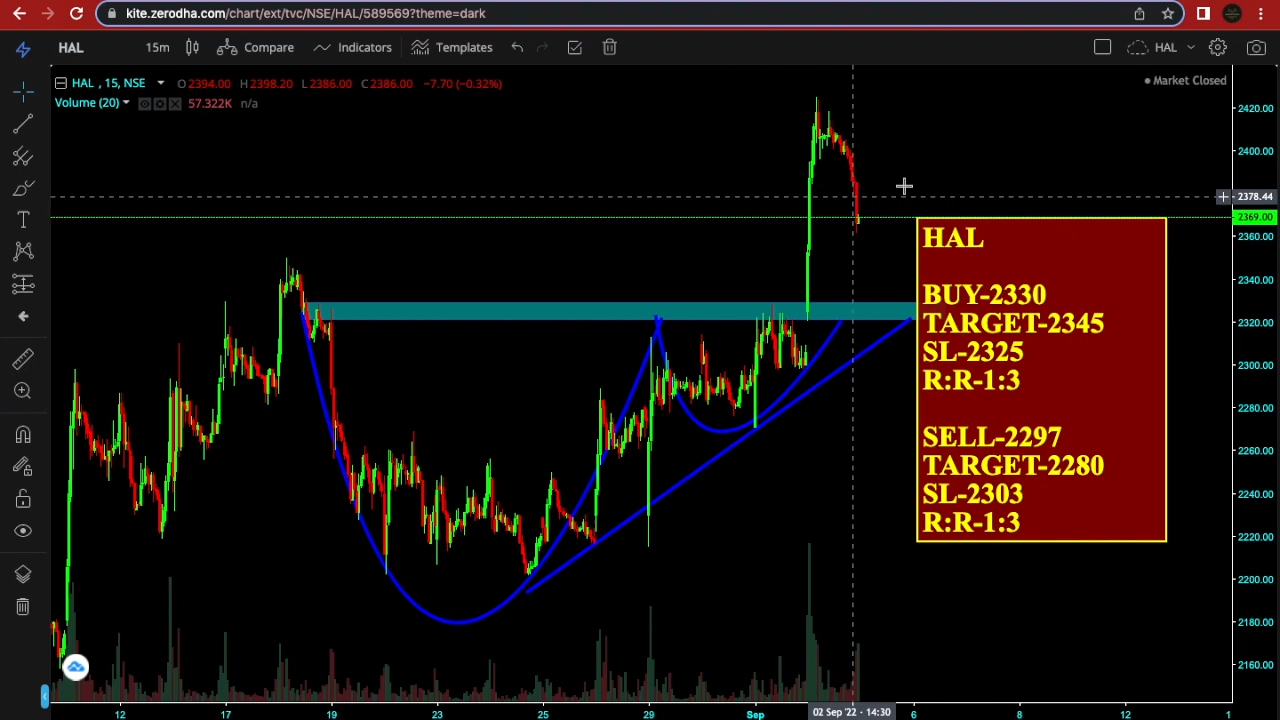 kite.zerodha.com/chart/ext/tvc/NSE/HAL/589569?theme=dark
HAL 15m Compare Indicators Templates HAL
HAL , 15, NSE O 2394.00 H 2398.20 L 2386.00 C 2386.00 −7.70 (−0.32%)
Market Closed
Volume (20) 57.322K n/a
2420.00
2400.00
2378.44
2369.00
2360.00
2340.00
2320.00
2300.00
2280.00
2260.00
2240.00
2220.00
2200.00
2180.00
2160.00
HAL
BUY-2330
TARGET-2345
SL-2325
R:R-1:3
SELL-2297
TARGET-2280
SL-2303
R:R-1:3
12 17 19 23 25 29 Sep 02 Sep '22 - 14:30 6 8 12 1